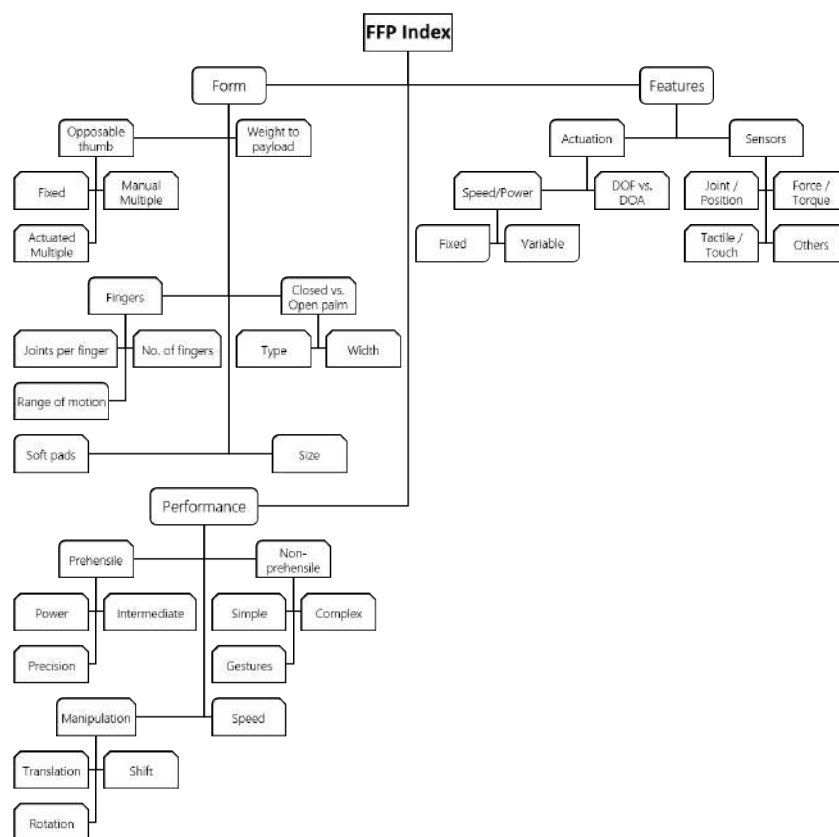 FFP Index
Form
Features
Opposable
thumb
Weight to
payload
Actuation
Sensors
Fixed
Manual
Multiple
Speed/Power
DOF vs.
DOA
Joint /
Position
Force /
Torque
Actuated
Multiple
Fixed
Variable
Tactile /
Touch
Others
Fingers
Closed vs.
Open palm
Joints per finger
No. of fingers
Type
Width
Range of motion
Soft pads
Size
Performance
Prehensile
Non-
prehensile
Power
Intermediate
Simple
Complex
Precision
Gestures
Manipulation
Speed
Translation
Shift
Rotation